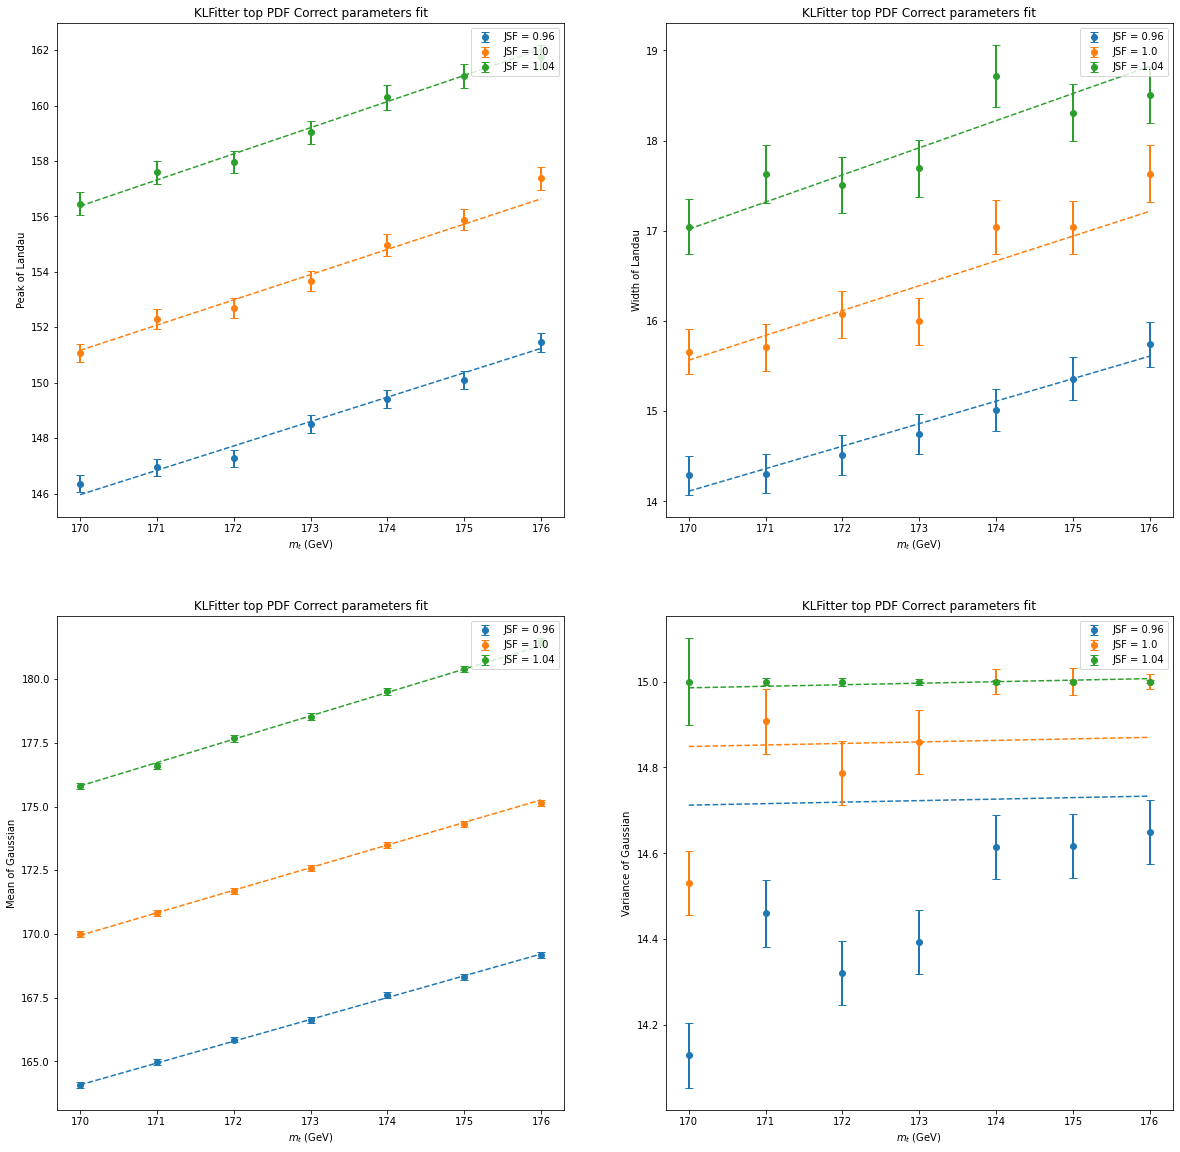 KLFitter top PDF Correct parameters fit
JSF = 0.96
JSF = 1.0
JSF = 1.04
162
160
158
156
154
152
150
148
146
Peak of Landau
170 171 172 173 174 175 176
m_t (GeV)
KLFitter top PDF Correct parameters fit
JSF = 0.96
JSF = 1.0
JSF = 1.04
19
18
17
16
15
14
Width of Landau
170 171 172 173 174 175 176
m_t (GeV)
KLFitter top PDF Correct parameters fit
JSF = 0.96
JSF = 1.0
JSF = 1.04
180.0
177.5
175.0
172.5
170.0
167.5
165.0
Mean of Gaussian
170 171 172 173 174 175 176
m_t (GeV)
KLFitter top PDF Correct parameters fit
JSF = 0.96
JSF = 1.0
JSF = 1.04
15.0
14.8
14.6
14.4
14.2
Variance of Gaussian
170 171 172 173 174 175 176
m_t (GeV)